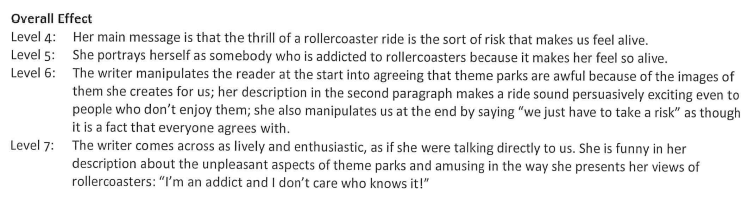 Overall Effect
Level 4: Her main message is that the thrill of a rollercoaster ride is the sort of risk that makes us feel alive.
Level 5: She portrays herself as somebody who is addicted to rollercoasters because it makes her feel so alive.
Level 6: The writer manipulates the reader at the start into agreeing that theme parks are awful because of the images of
them she creates for us; her description in the second paragraph makes a ride sound persuasively exciting even to
people who don't enjoy them; she also manipulates us at the end by saying "we just have to take a risk" as though
it is a fact that everyone agrees with.
Level 7: The writer comes across as lively and enthusiastic, as if she were talking directly to us. She is funny in her
description about the unpleasant aspects of theme parks and amusing in the way she presents her views of
rollercoasters: "I'm an addict and I don't care who knows it!"